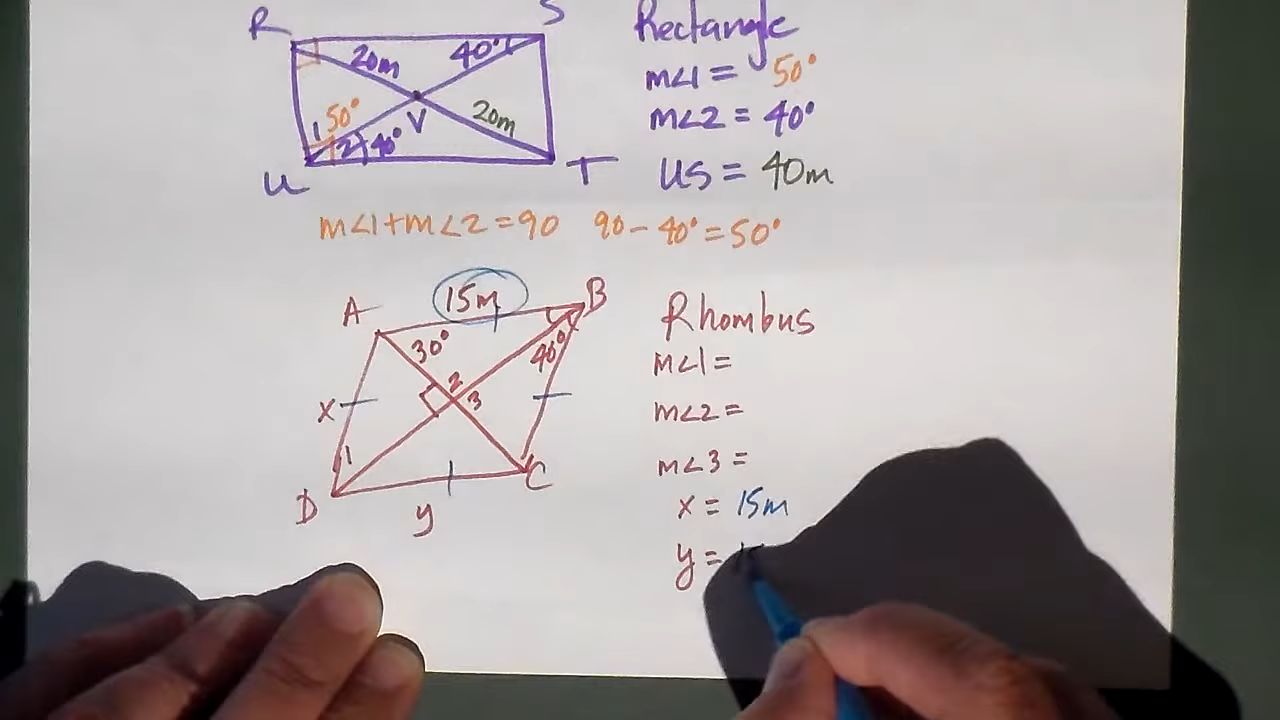 R S Rectangle
20m 40° m∠1 = 50°
1 50° V 20m m∠2 = 40°
2 40°
U T US = 40m
m∠1+m∠2=90 90-40°=50°
A 15m B Rhombus
30° 40° m∠1 =
x 2 3 m∠2 =
1 m∠3 =
D C x = 15m
y y =